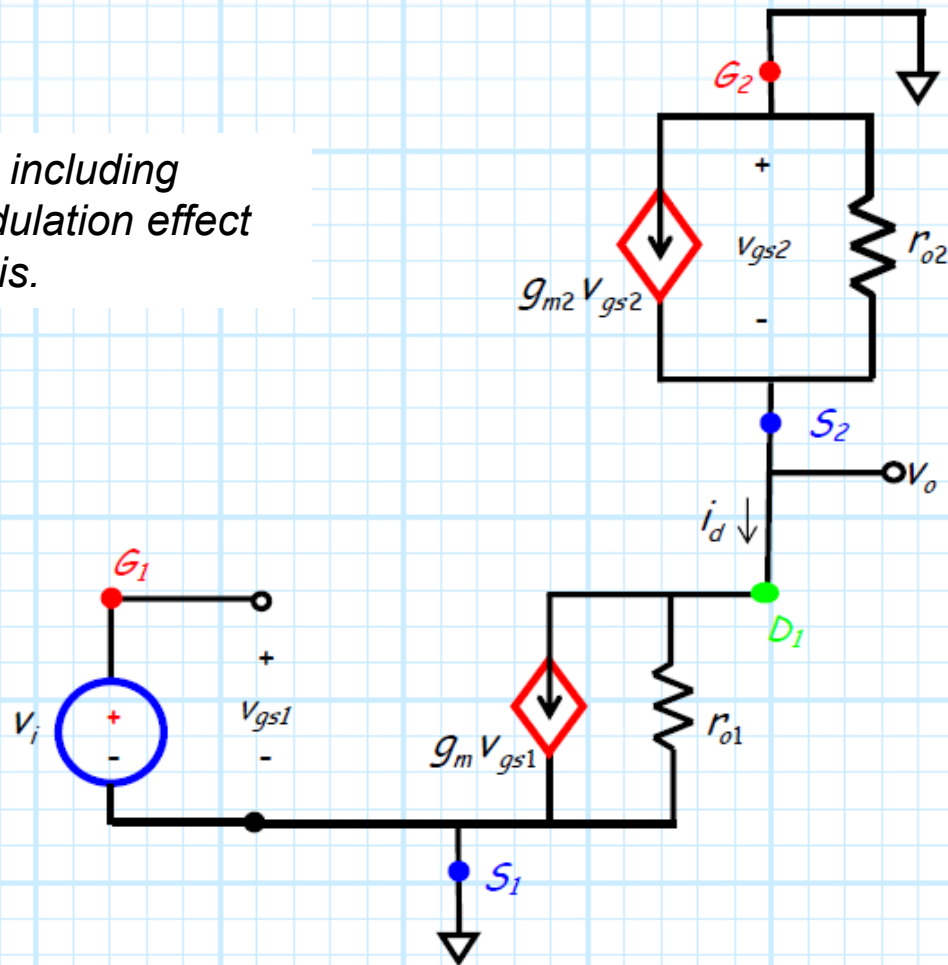 G2
including
dulation effect
is.
+
vgs2
-
ro2
gm2 vgs2
S2
vo
id
G1
D1
+
vi
+
-
vgs1
-
gm vgs1
ro1
S1